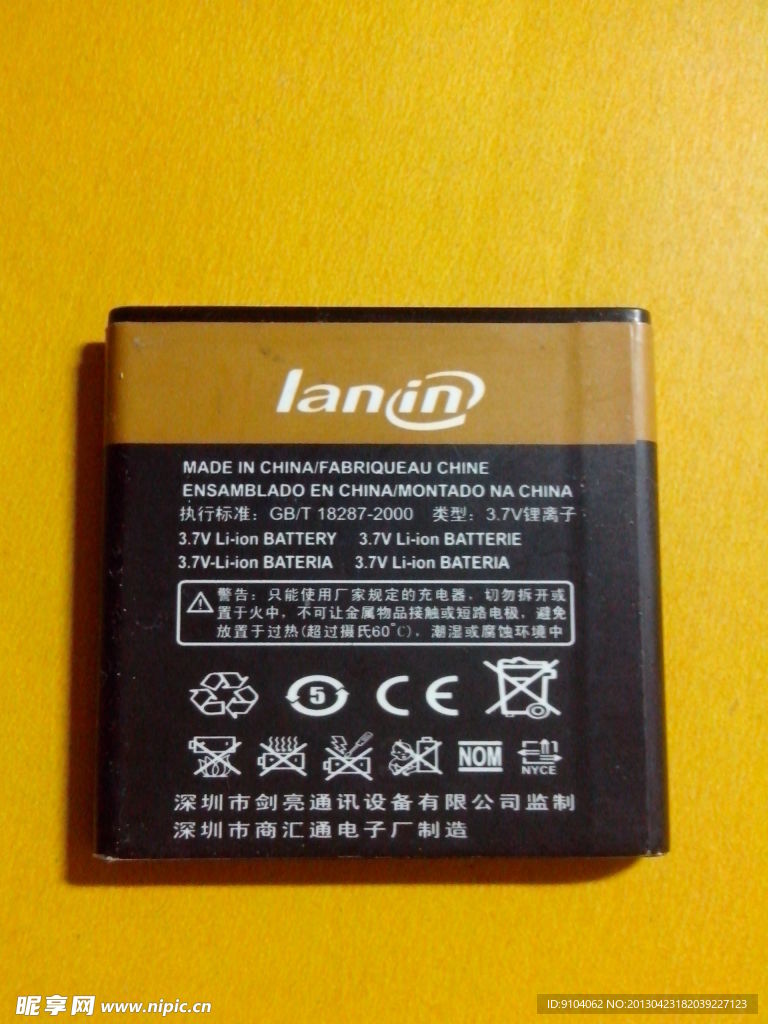 lanin
MADE IN CHINA/FABRIQUEAU CHINE
ENSAMBLADO EN CHINA/MONTADO NA CHINA
执行标准：GB/T 18287-2000 类型：3.7V锂离子
3.7V Li-ion BATTERY 3.7V Li-ion BATTERIE
3.7V-Li-ion BATERIA 3.7V Li-ion BATERIA
警告：只能使用厂家规定的充电器，切勿拆开或
置于火中，不可让金属物品接触或短路电极，避免
放置于过热(超过摄氏60℃)，潮湿或腐蚀环境中
5 CE
NOM NYCE
深圳市剑亮通讯设备有限公司监制
深圳市商汇通电子厂制造
昵享网 www.nipic.cn
ID:9104062 NO:20130423182039227123